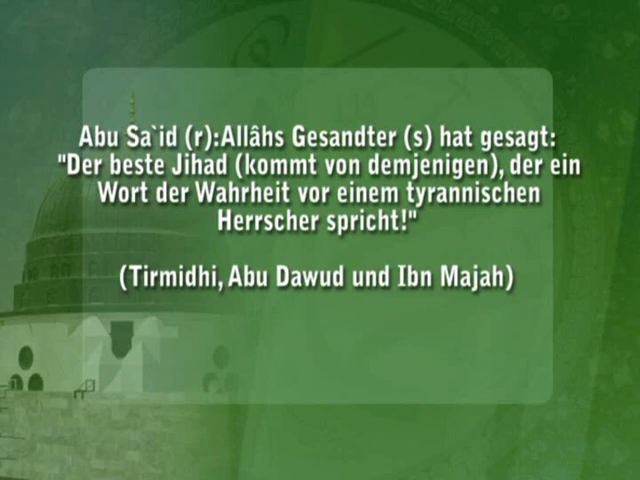 Abu Sa`id (r):Allâhs Gesandter (s) hat gesagt:
"Der beste Jihad (kommt von demjenigen), der ein
Wort der Wahrheit vor einem tyrannischen
Herrscher spricht!"
(Tirmidhi, Abu Dawud und Ibn Majah)